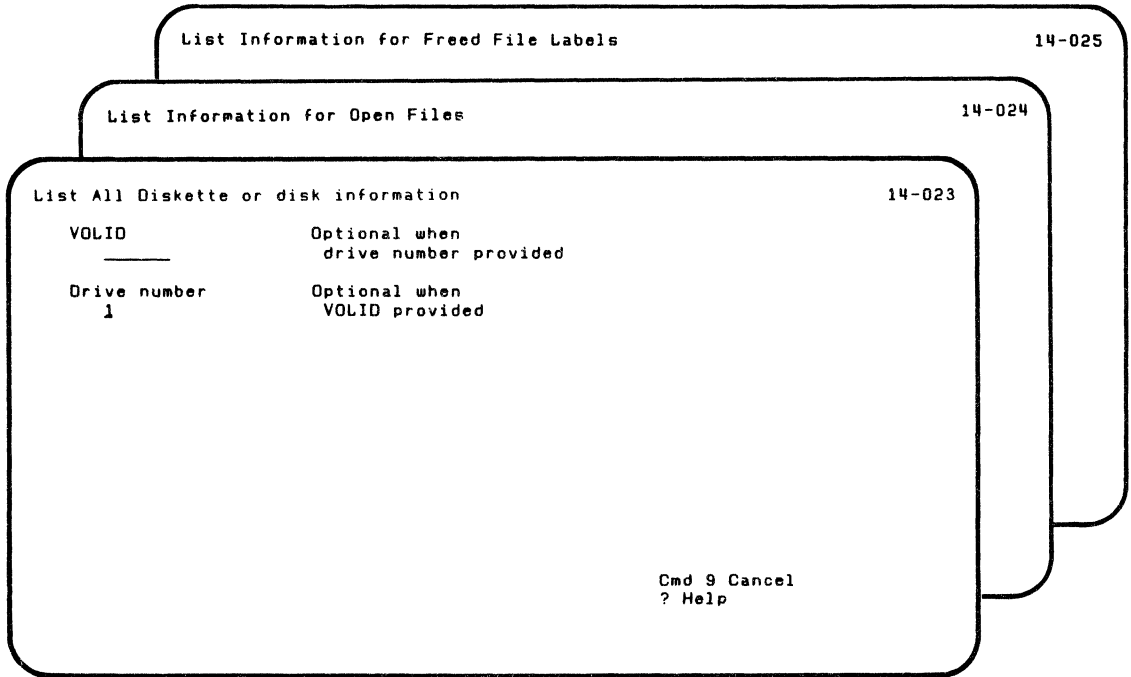 List Information for Freed File Labels 14-025
List Information for Open Files 14-024
List All Diskette or disk information 14-023
VOLID Optional when
drive number provided
Drive number Optional when
1 VOLID provided
Cmd 9 Cancel
? Help